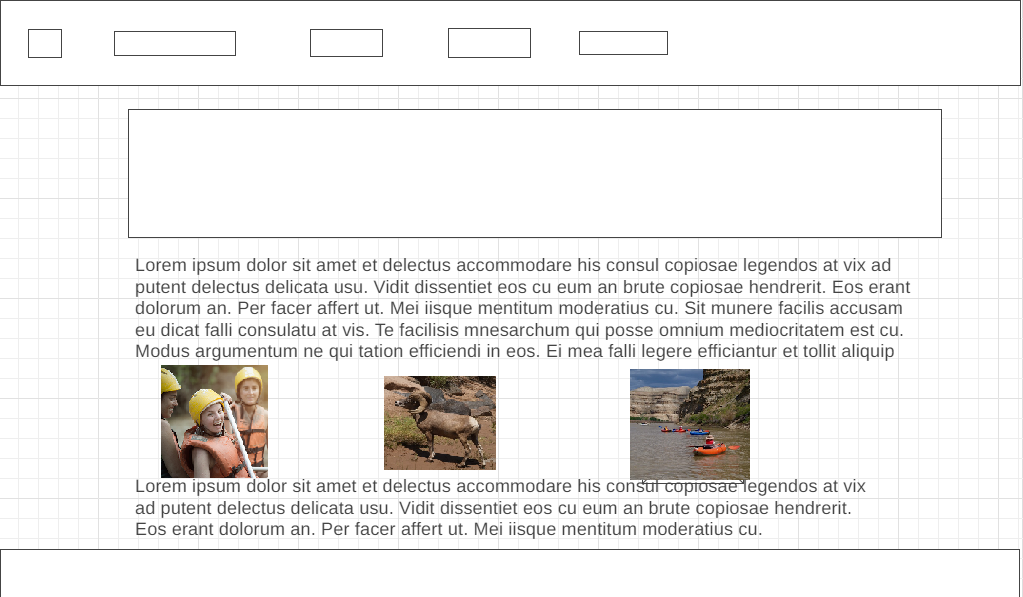 Lorem ipsum dolor sit amet et delectus accommodare his consul copiosae legendos at vix ad
putent delectus delicata usu. Vidit dissentiet eos cu eum an brute copiosae hendrerit. Eos erant
dolorum an. Per facer affert ut. Mei iisque mentitum moderatius cu. Sit munere facilis accusam
eu dicat falli consulatu at vis. Te facilisis mnesarchum qui posse omnium mediocritatem est cu.
Modus argumentum ne qui tation efficiendi in eos. Ei mea falli legere efficiantur et tollit aliquip
Lorem ipsum dolor sit amet et delectus accommodare his consul copiosae legendos at vix
ad putent delectus delicata usu. Vidit dissentiet eos cu eum an brute copiosae hendrerit.
Eos erant dolorum an. Per facer affert ut. Mei iisque mentitum moderatius cu.